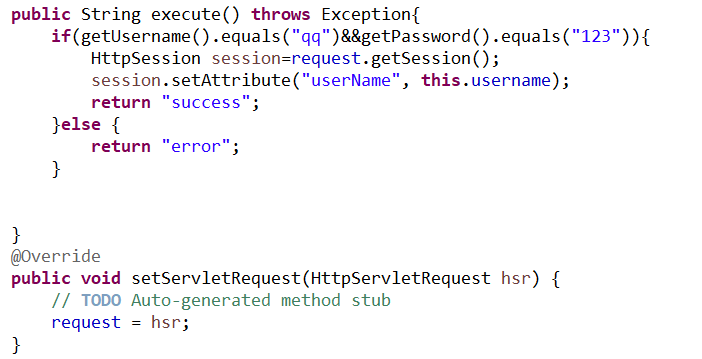 public String execute() throws Exception{
    if(getUsername().equals("qq")&&getPassword().equals("123")){
        HttpSession session=request.getSession();
        session.setAttribute("userName", this.username);
        return "success";
    }else {
        return "error";
    }
}
@Override
public void setServletRequest(HttpServletRequest hsr) {
    // TODO Auto-generated method stub
    request = hsr;
}